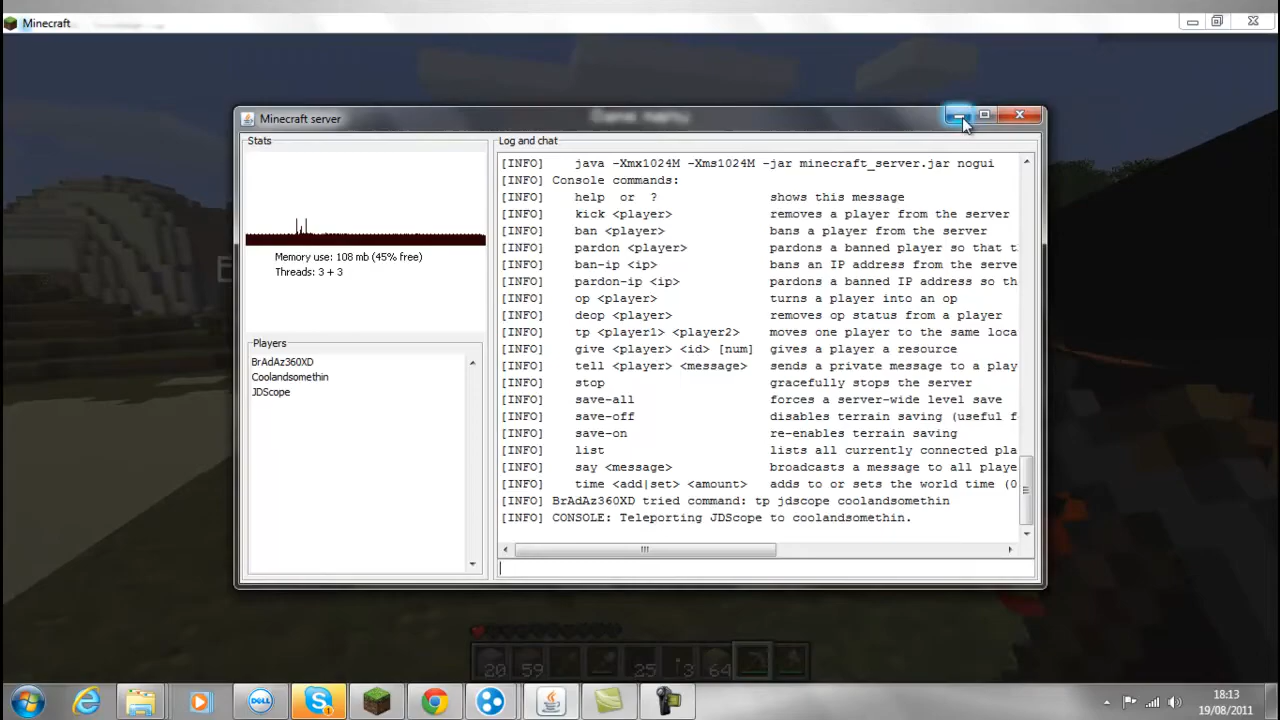 Minecraft
Minecraft server
Game menu
Stats
Memory use: 108 mb (45% free)
Threads: 3 + 3
Players
BrAdAz360XD
Coolandsomethin
JDScope
Log and chat
[INFO] java -Xmx1024M -Xms1024M -jar minecraft_server.jar nogui
[INFO] Console commands:
[INFO] help or ? shows this message
[INFO] kick <player> removes a player from the server
[INFO] ban <player> bans a player from the server
[INFO] pardon <player> pardons a banned player so that t
[INFO] ban-ip <ip> bans an IP address from the serve
[INFO] pardon-ip <ip> pardons a banned IP address so th
[INFO] op <player> turns a player into an op
[INFO] deop <player> removes op status from a player
[INFO] tp <player1> <player2> moves one player to the same loca
[INFO] give <player> <id> [num] gives a player a resource
[INFO] tell <player> <message> sends a private message to a play
[INFO] stop gracefully stops the server
[INFO] save-all forces a server-wide level save
[INFO] save-off disables terrain saving (useful f
[INFO] save-on re-enables terrain saving
[INFO] list lists all currently connected pla
[INFO] say <message> broadcasts a message to all playe
[INFO] time <add|set> <amount> adds to or sets the world time (0
[INFO] BrAdAz360XD tried command: tp jdscope coolandsomethin
[INFO] CONSOLE: Teleporting JDScope to coolandsomethin.
20 59 25 3 64
DELL
18:13
19/08/2011